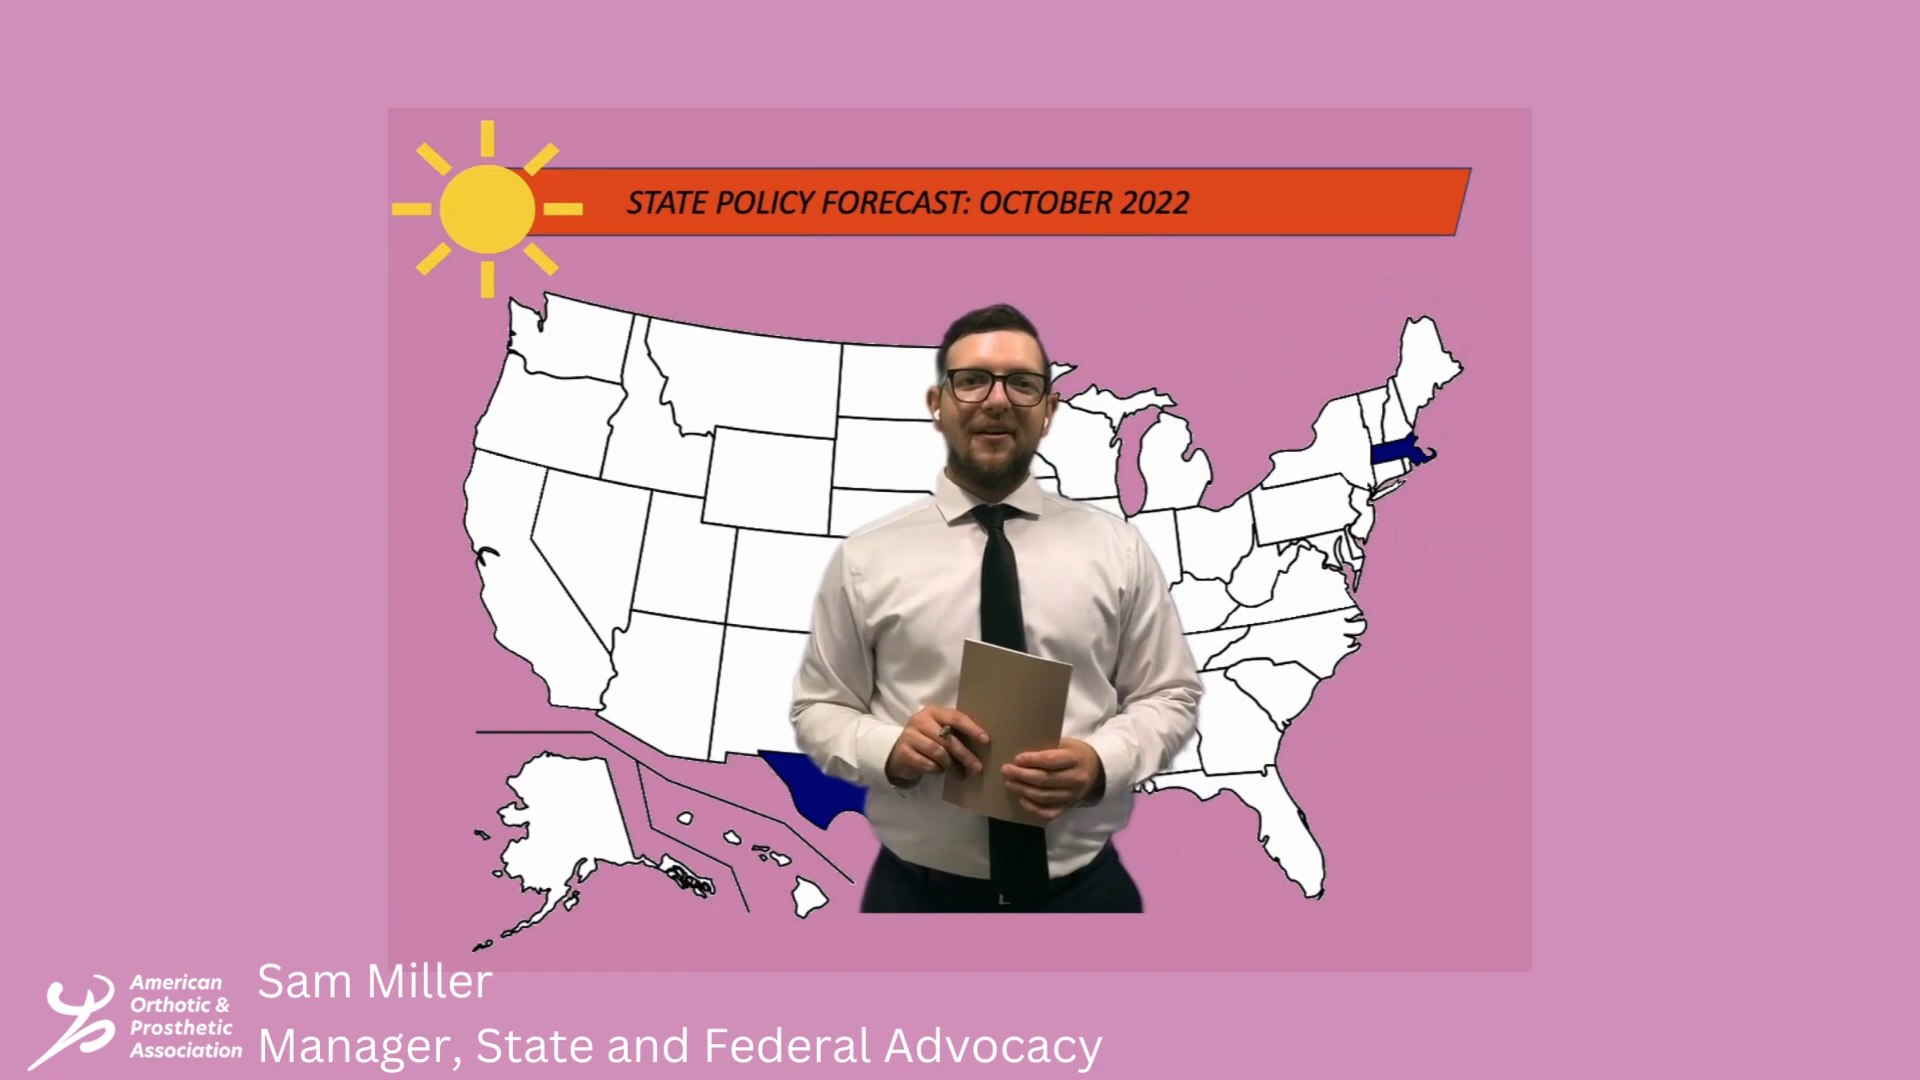 STATE POLICY FORECAST: OCTOBER 2022
American
Orthotic &
Prosthetic
Association
Sam Miller
Manager, State and Federal Advocacy